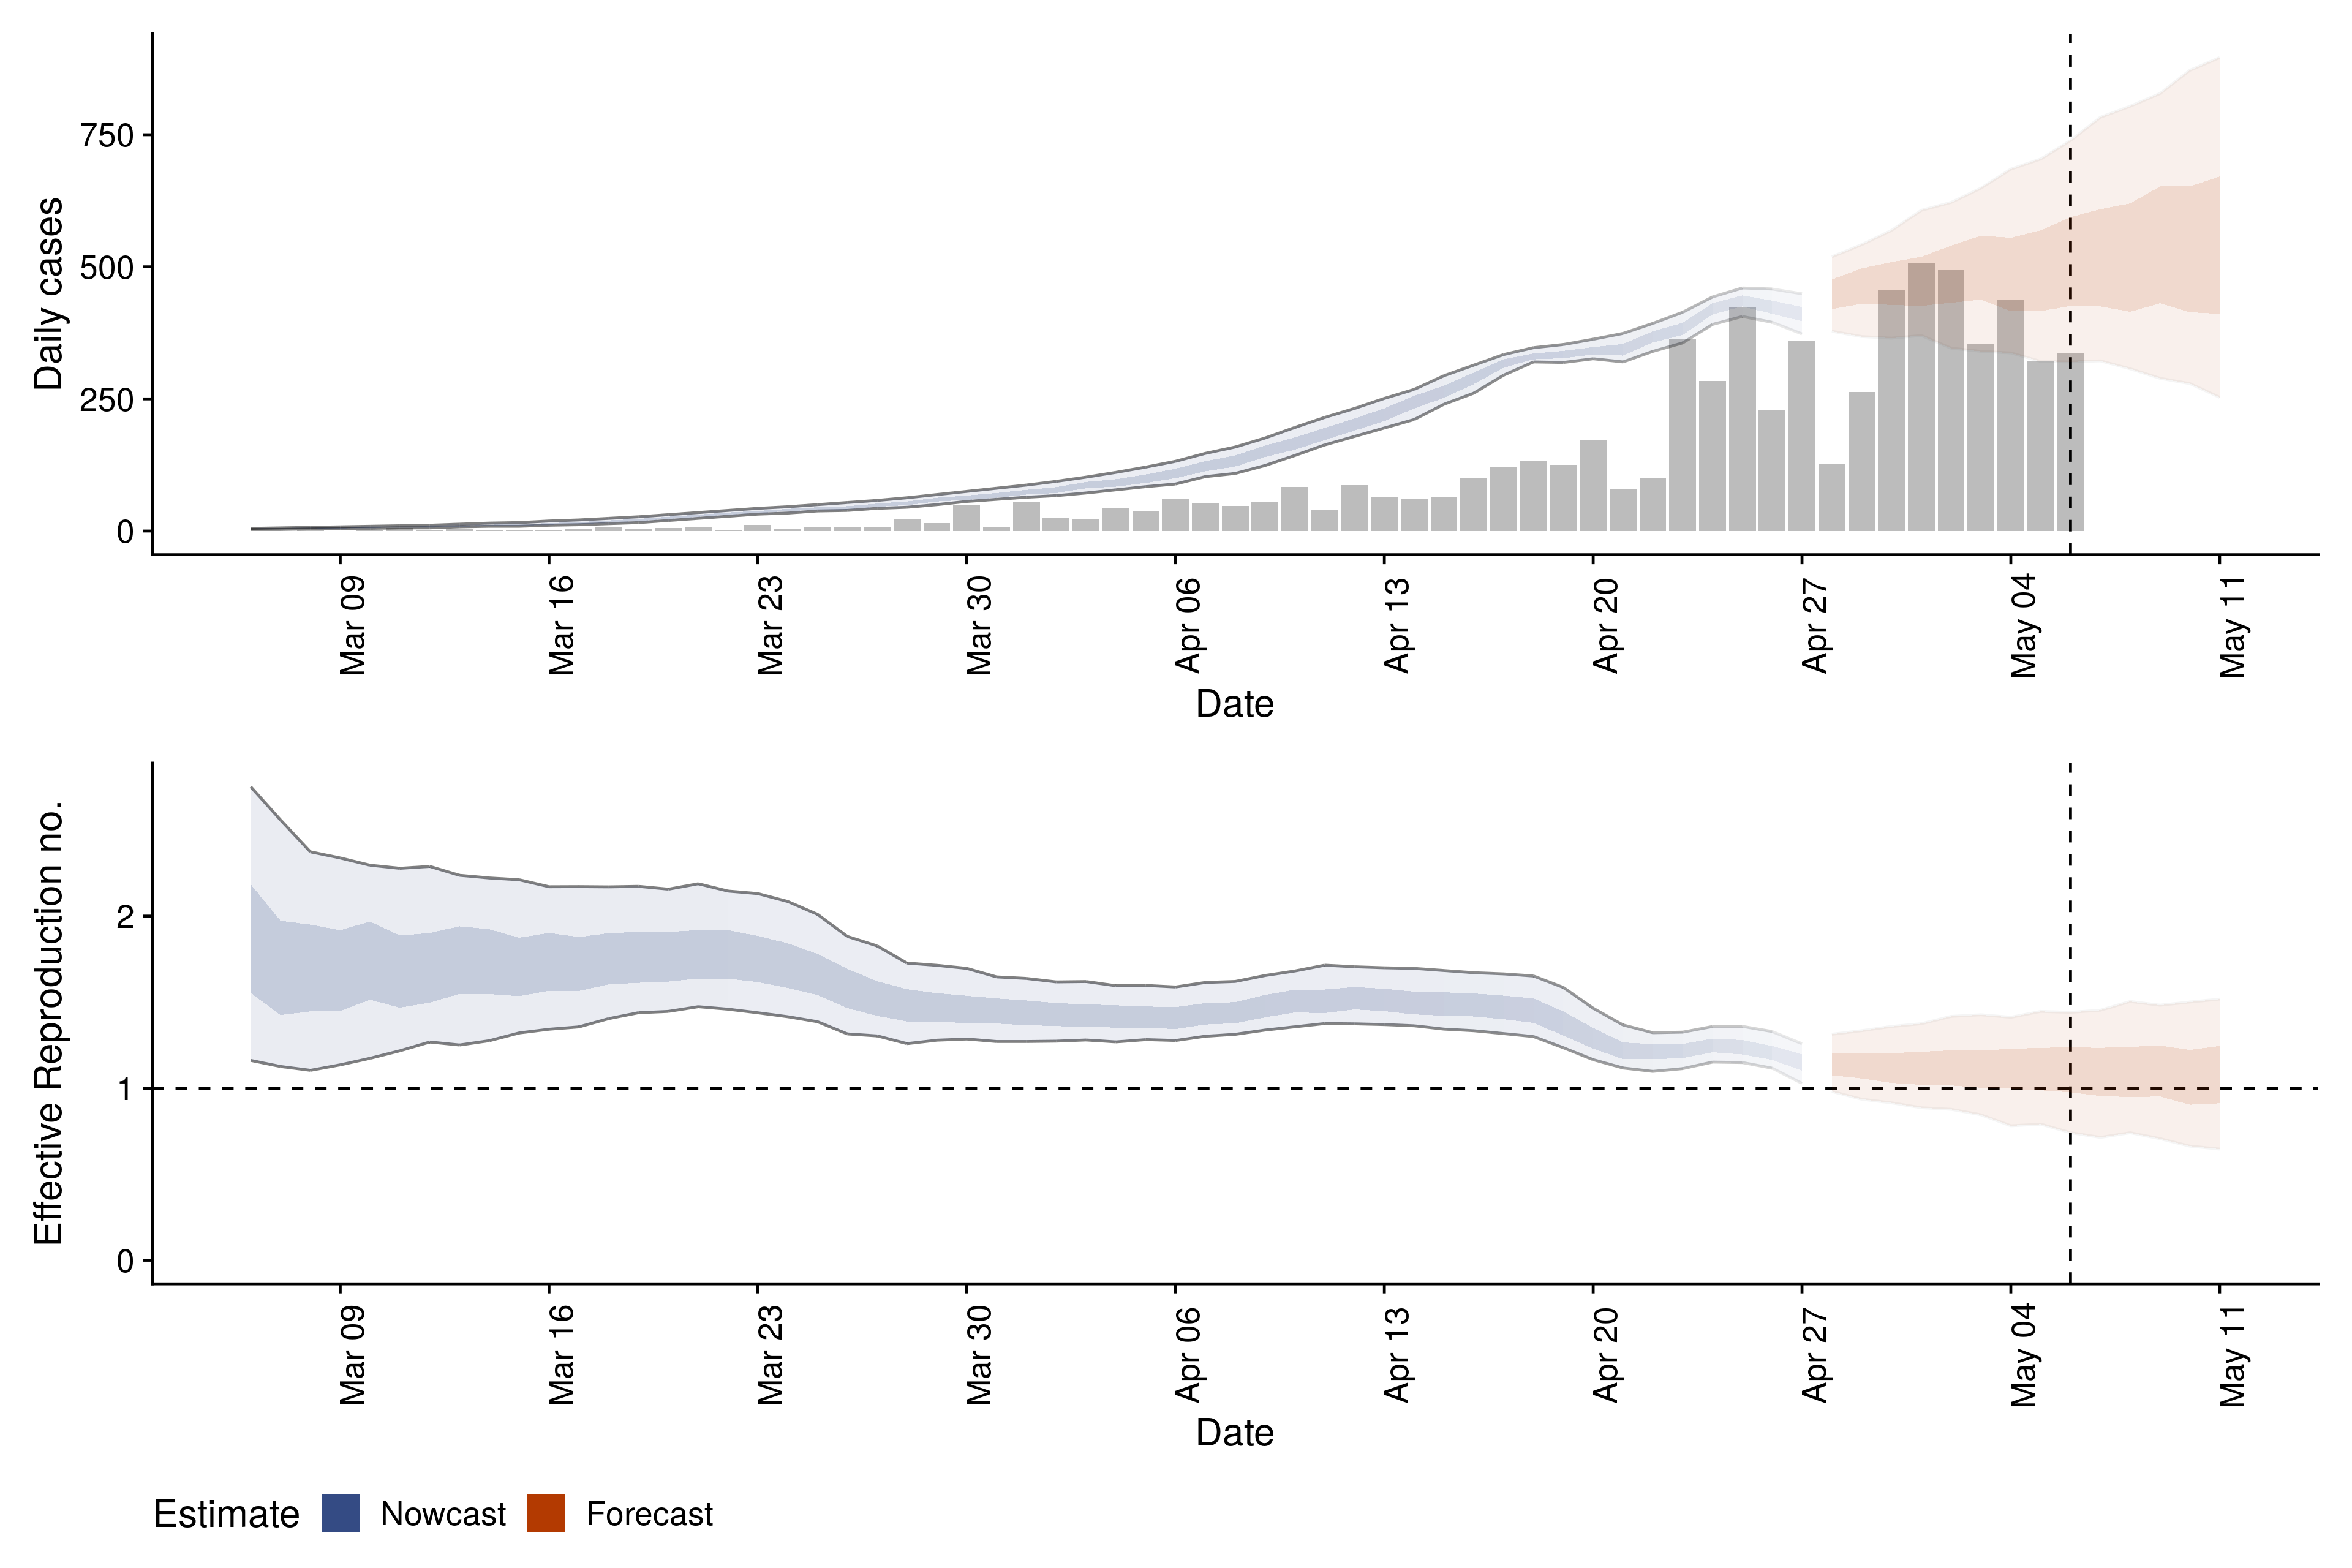 Daily cases
750
500
250
0
Mar 09
Mar 16
Mar 23
Mar 30
Apr 06
Apr 13
Apr 20
Apr 27
May 04
May 11
Date
Effective Reproduction no.
2
1
0
Mar 09
Mar 16
Mar 23
Mar 30
Apr 06
Apr 13
Apr 20
Apr 27
May 04
May 11
Date
Estimate Nowcast Forecast